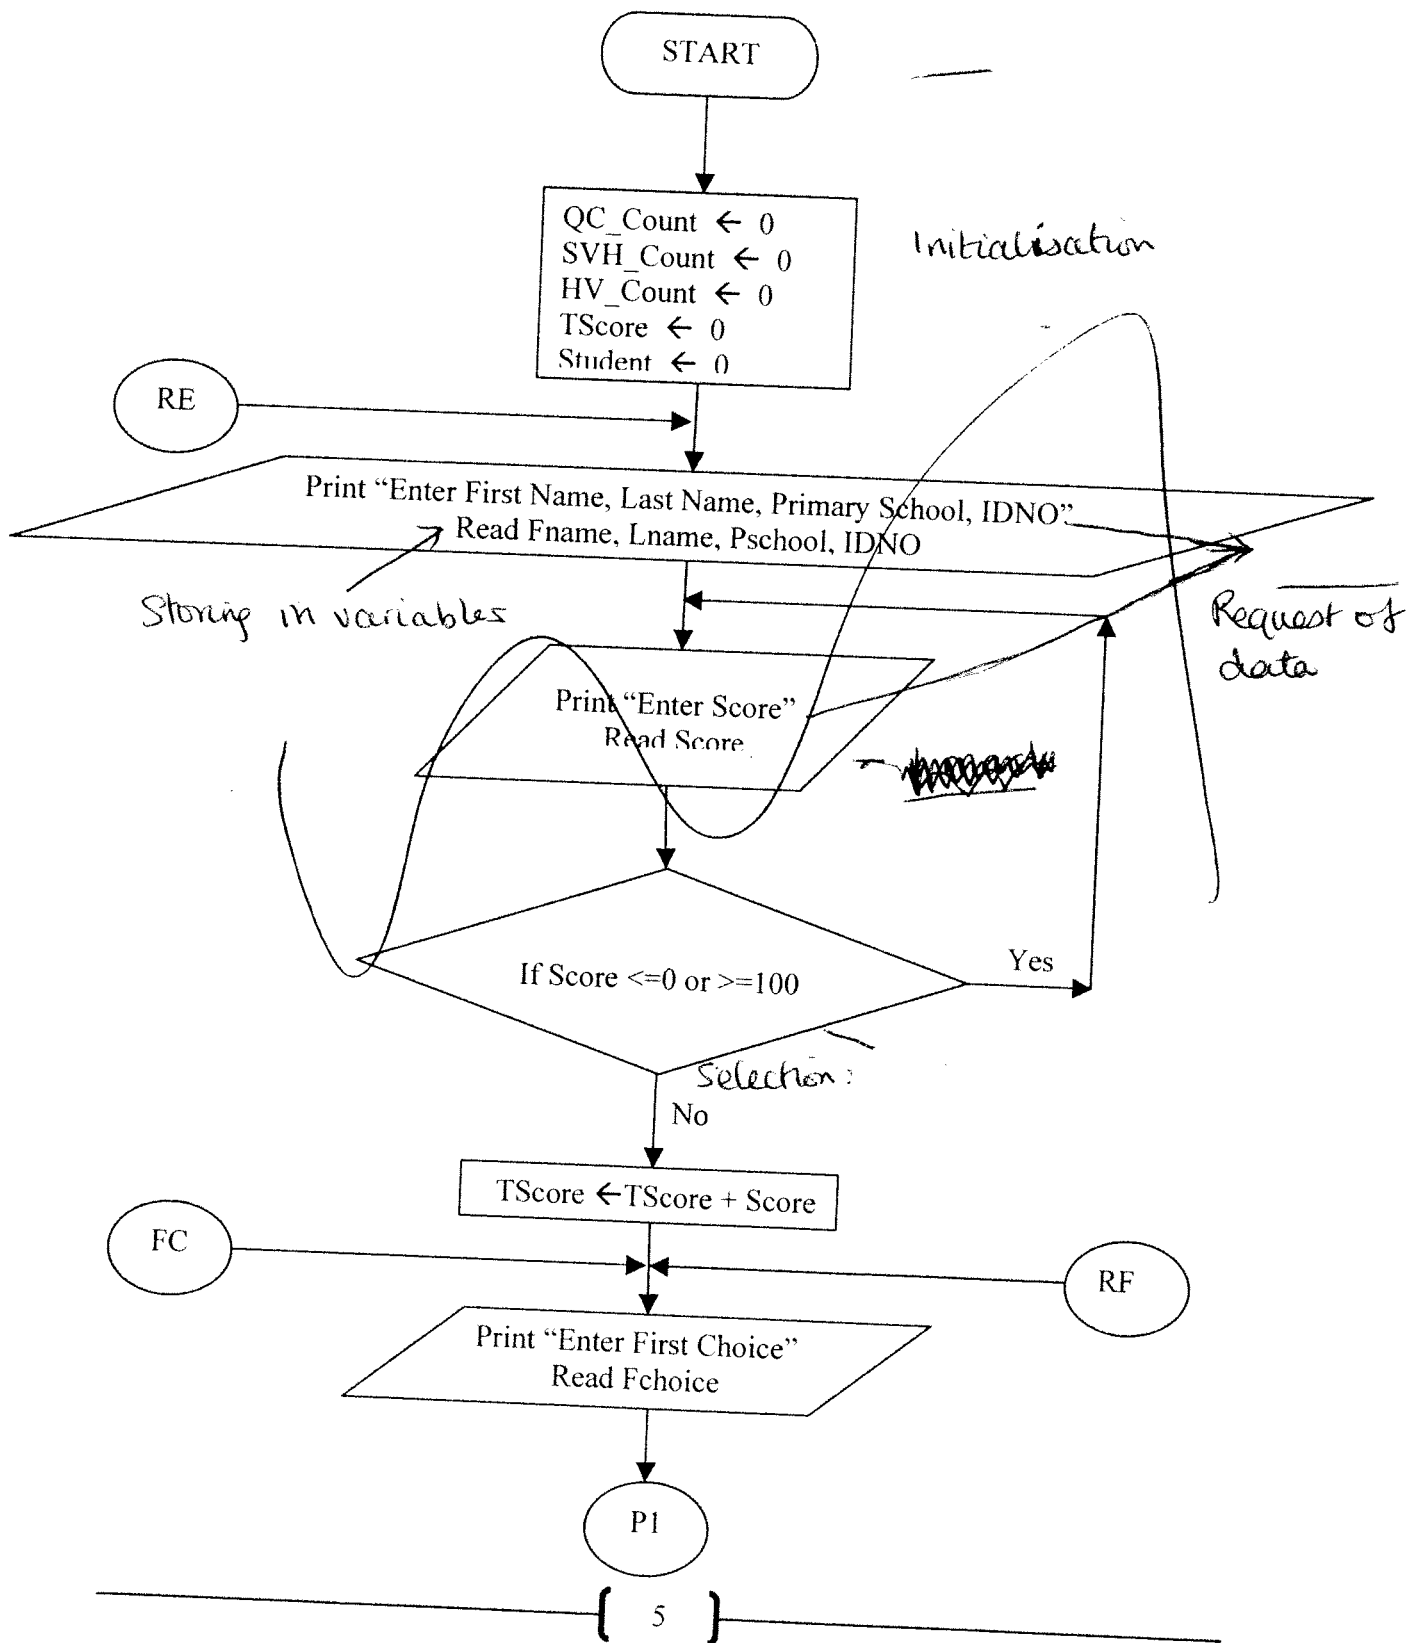 START
QC_Count ← 0
SVH_Count ← 0
HV_Count ← 0
TScore ← 0
Student ← 0
Initialisation
RE
Print “Enter First Name, Last Name, Primary School, IDNO”
Read Fname, Lname, Pschool, IDNO
Storing in variables
Request of
data
Print “Enter Score”
Read Score
If Score <=0 or >=100
Yes
Selection:
No
TScore ←TScore + Score
FC
RF
Print “Enter First Choice”
Read Fchoice
P1
5